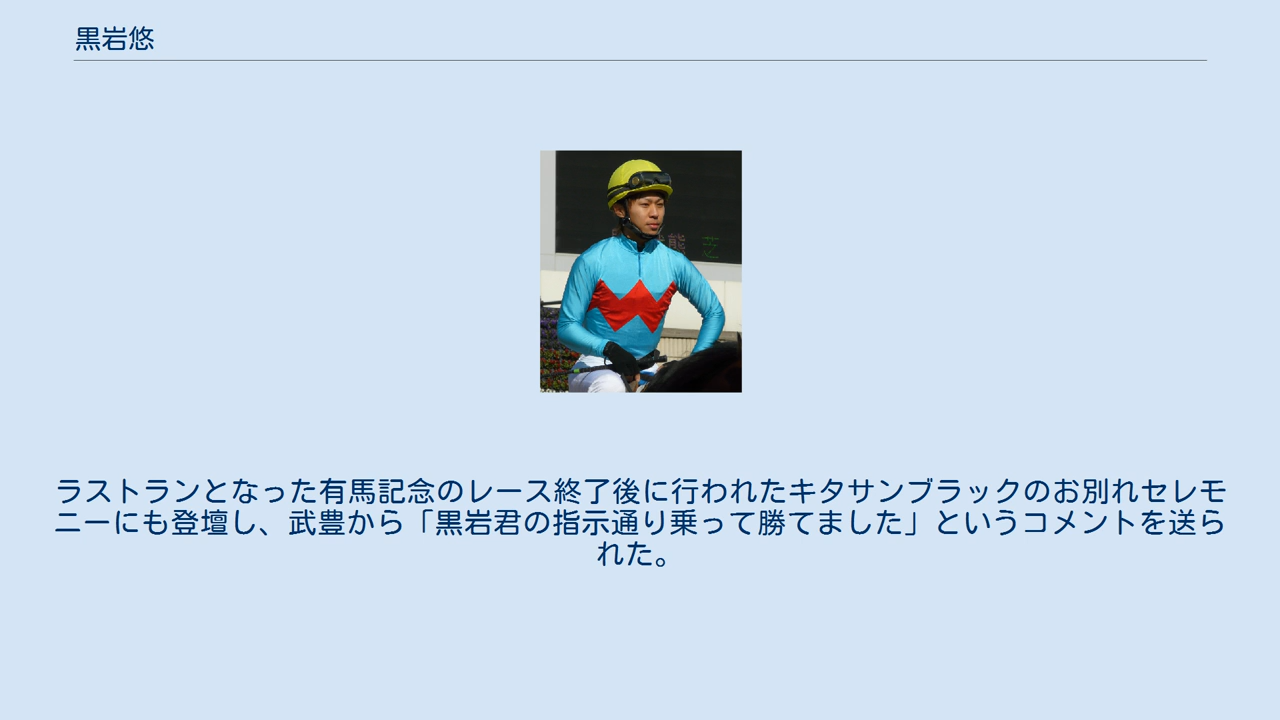 黒岩悠
ラストランとなった有馬記念のレース終了後に行われたキタサンブラックのお別れセレモ
ニーにも登壇し、武豊から「黒岩君の指示通り乗って勝てました」というコメントを送ら
れた。